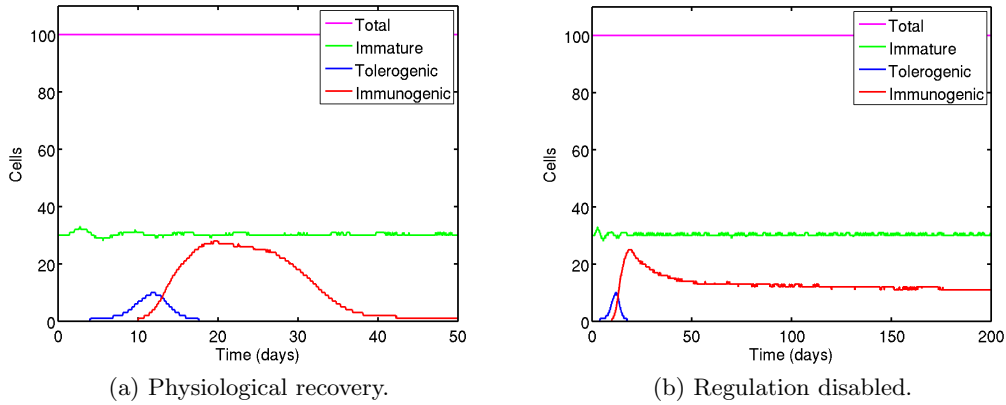 100
80
60
40
20
0
Cells
0 10 20 30 40 50
Time (days)
Total
Immature
Tolerogenic
Immunogenic
(a) Physiological recovery.
100
80
60
40
20
0
Cells
0 50 100 150 200
Time (days)
Total
Immature
Tolerogenic
Immunogenic
(b) Regulation disabled.